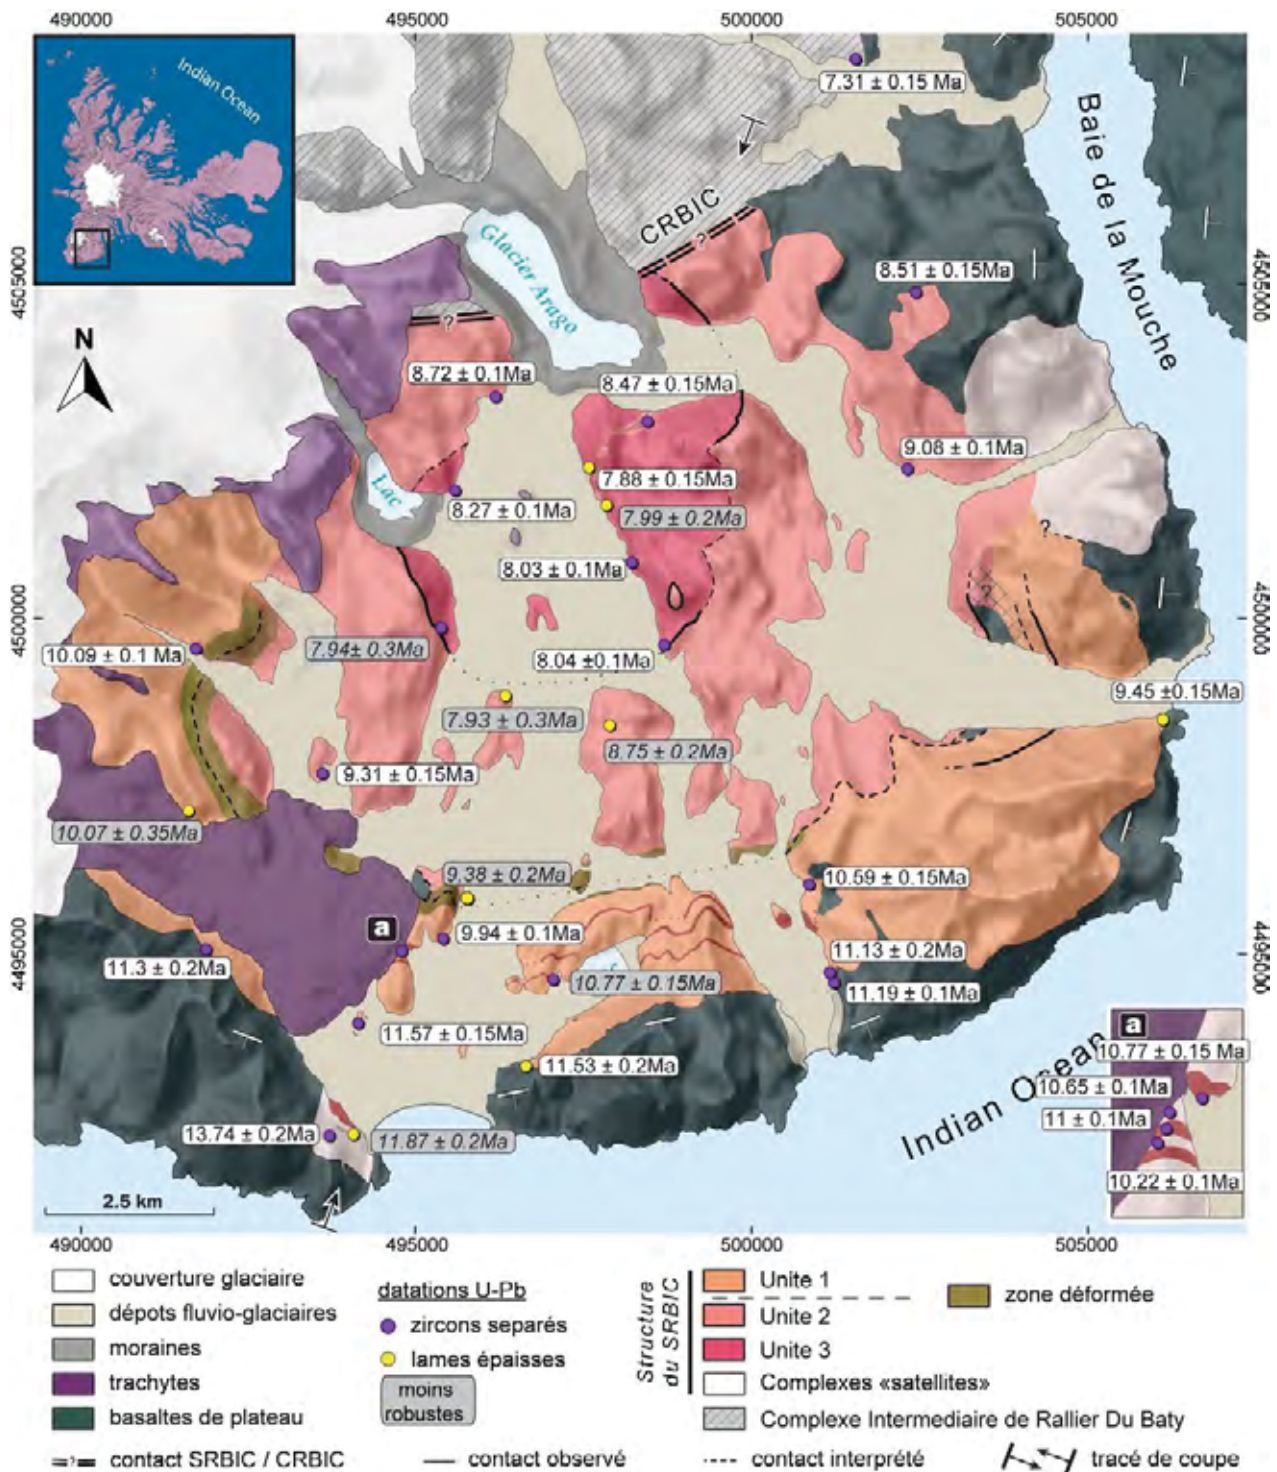 490000
495000
500000
505000
Indian Ocean
7.31 ± 0.15 Ma
Baie de la Mouche
CRBIC
?
Glacier Arago
4505000
4505000
8.51 ± 0.15Ma
N
?
8.72 ± 0.1Ma
8.47 ± 0.15Ma
9.08 ± 0.1Ma
7.88 ± 0.15Ma
Lac
8.27 ± 0.1Ma
7.99 ± 0.2Ma
?
8.03 ± 0.1Ma
?
4500000
4500000
10.09 ± 0.1 Ma
7.94± 0.3Ma
8.04 ±0.1Ma
9.45 ±0.15Ma
7.93 ± 0.3Ma
8.75 ± 0.2Ma
9.31 ± 0.15Ma
10.07 ± 0.35Ma
9.38 ± 0.2Ma
10.59 ± 0.15Ma
a
9.94 ± 0.1Ma
4495000
4495000
11.3 ± 0.2Ma
11.13 ± 0.2Ma
10.77 ± 0.15Ma
11.19 ± 0.1Ma
11.57 ± 0.15Ma
11.53 ± 0.2Ma
Indian Ocean
a
10.77 ± 0.15 Ma
10.65 ± 0.1Ma
11 ± 0.1Ma
10.22 ± 0.1Ma
13.74 ± 0.2Ma
11.87 ± 0.2Ma
2.5 km
490000
495000
500000
505000
couverture glaciaire
dépots fluvio-glaciaires
moraines
trachytes
basaltes de plateau
datations U-Pb
zircons separés
lames épaisses
moins
robustes
Structure
du SRBIC
Unite 1
Unite 2
Unite 3
Complexes «satellites»
Complexe Intermediaire de Rallier Du Baty
zone déformée
? contact SRBIC / CRBIC
contact observé
contact interprété
tracé de coupe